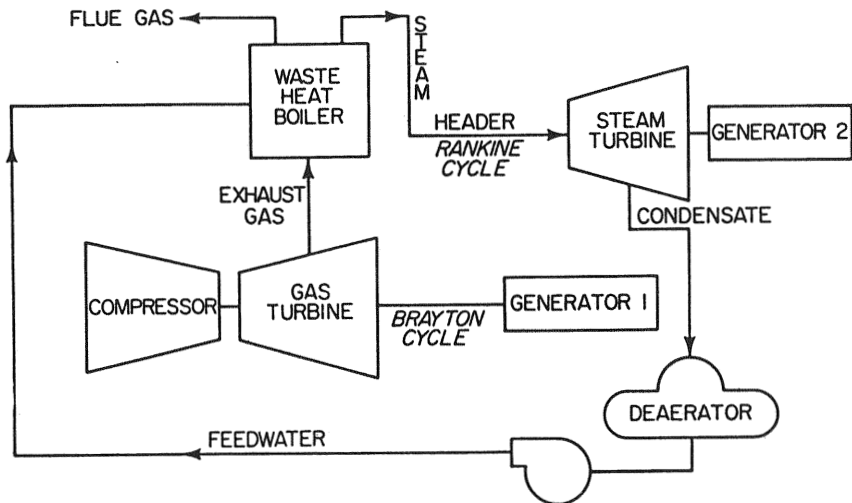 FLUE GAS
STEAM
WASTE
HEAT
BOILER
HEADER
RANKINE
CYCLE
STEAM
TURBINE
GENERATOR 2
EXHAUST
GAS
CONDENSATE
COMPRESSOR
GAS
TURBINE
BRAYTON
CYCLE
GENERATOR 1
DEAERATOR
FEEDWATER